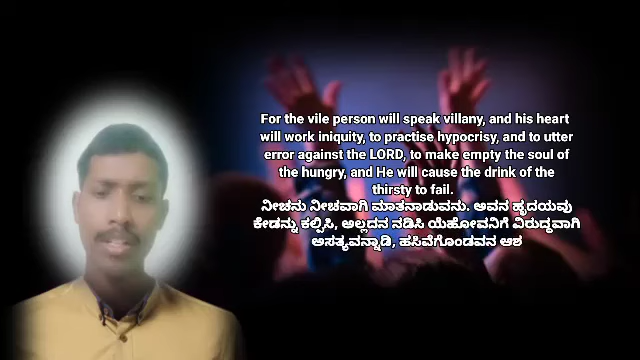 For the vile person will speak villany, and his heart
will work iniquity, to practise hypocrisy, and to utter
error against the LORD, to make empty the soul of
the hungry, and He will cause the drink of the
thirsty to fail.
ನೀಚನು ನೀಚವಾಗಿ ಮಾತನಾಡುವನು. ಅವನ ಹೃದಯವು
ಕೇಡನ್ನು ಕಲ್ಪಿಸಿ, ಅಲ್ಲದನ ನಡಿಸಿ ಯೆಹೋವನಿಗೆ ವಿರುದ್ದವಾಗಿ
ಅಸತ್ಯವನ್ನಾಡಿ, ಹಸಿವೆಗೊಂಡವನ ಆಶ